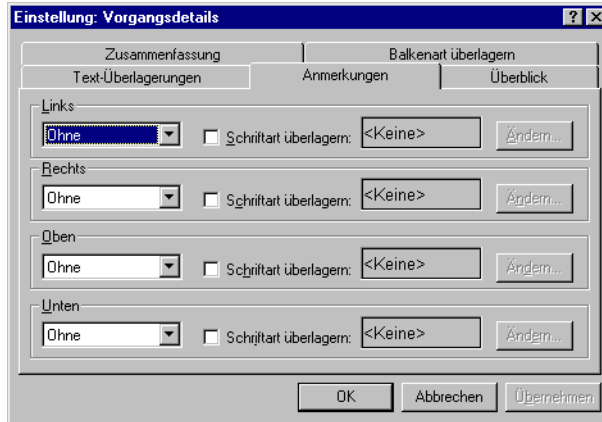 Einstellung: Vorgangsdetails
Zusammenfassung Balkenart überlagern
Text-Überlagerungen Anmerkungen Überblick
Links
Ohne Schriftart überlagern: <Keine> Ändern...
Rechts
Ohne Schriftart überlagern: <Keine> Ändern...
Oben
Ohne Schriftart überlagern: <Keine> Ändern...
Unten
Ohne Schriftart überlagern: <Keine> Ändern...
OK Abbrechen Übernehmen